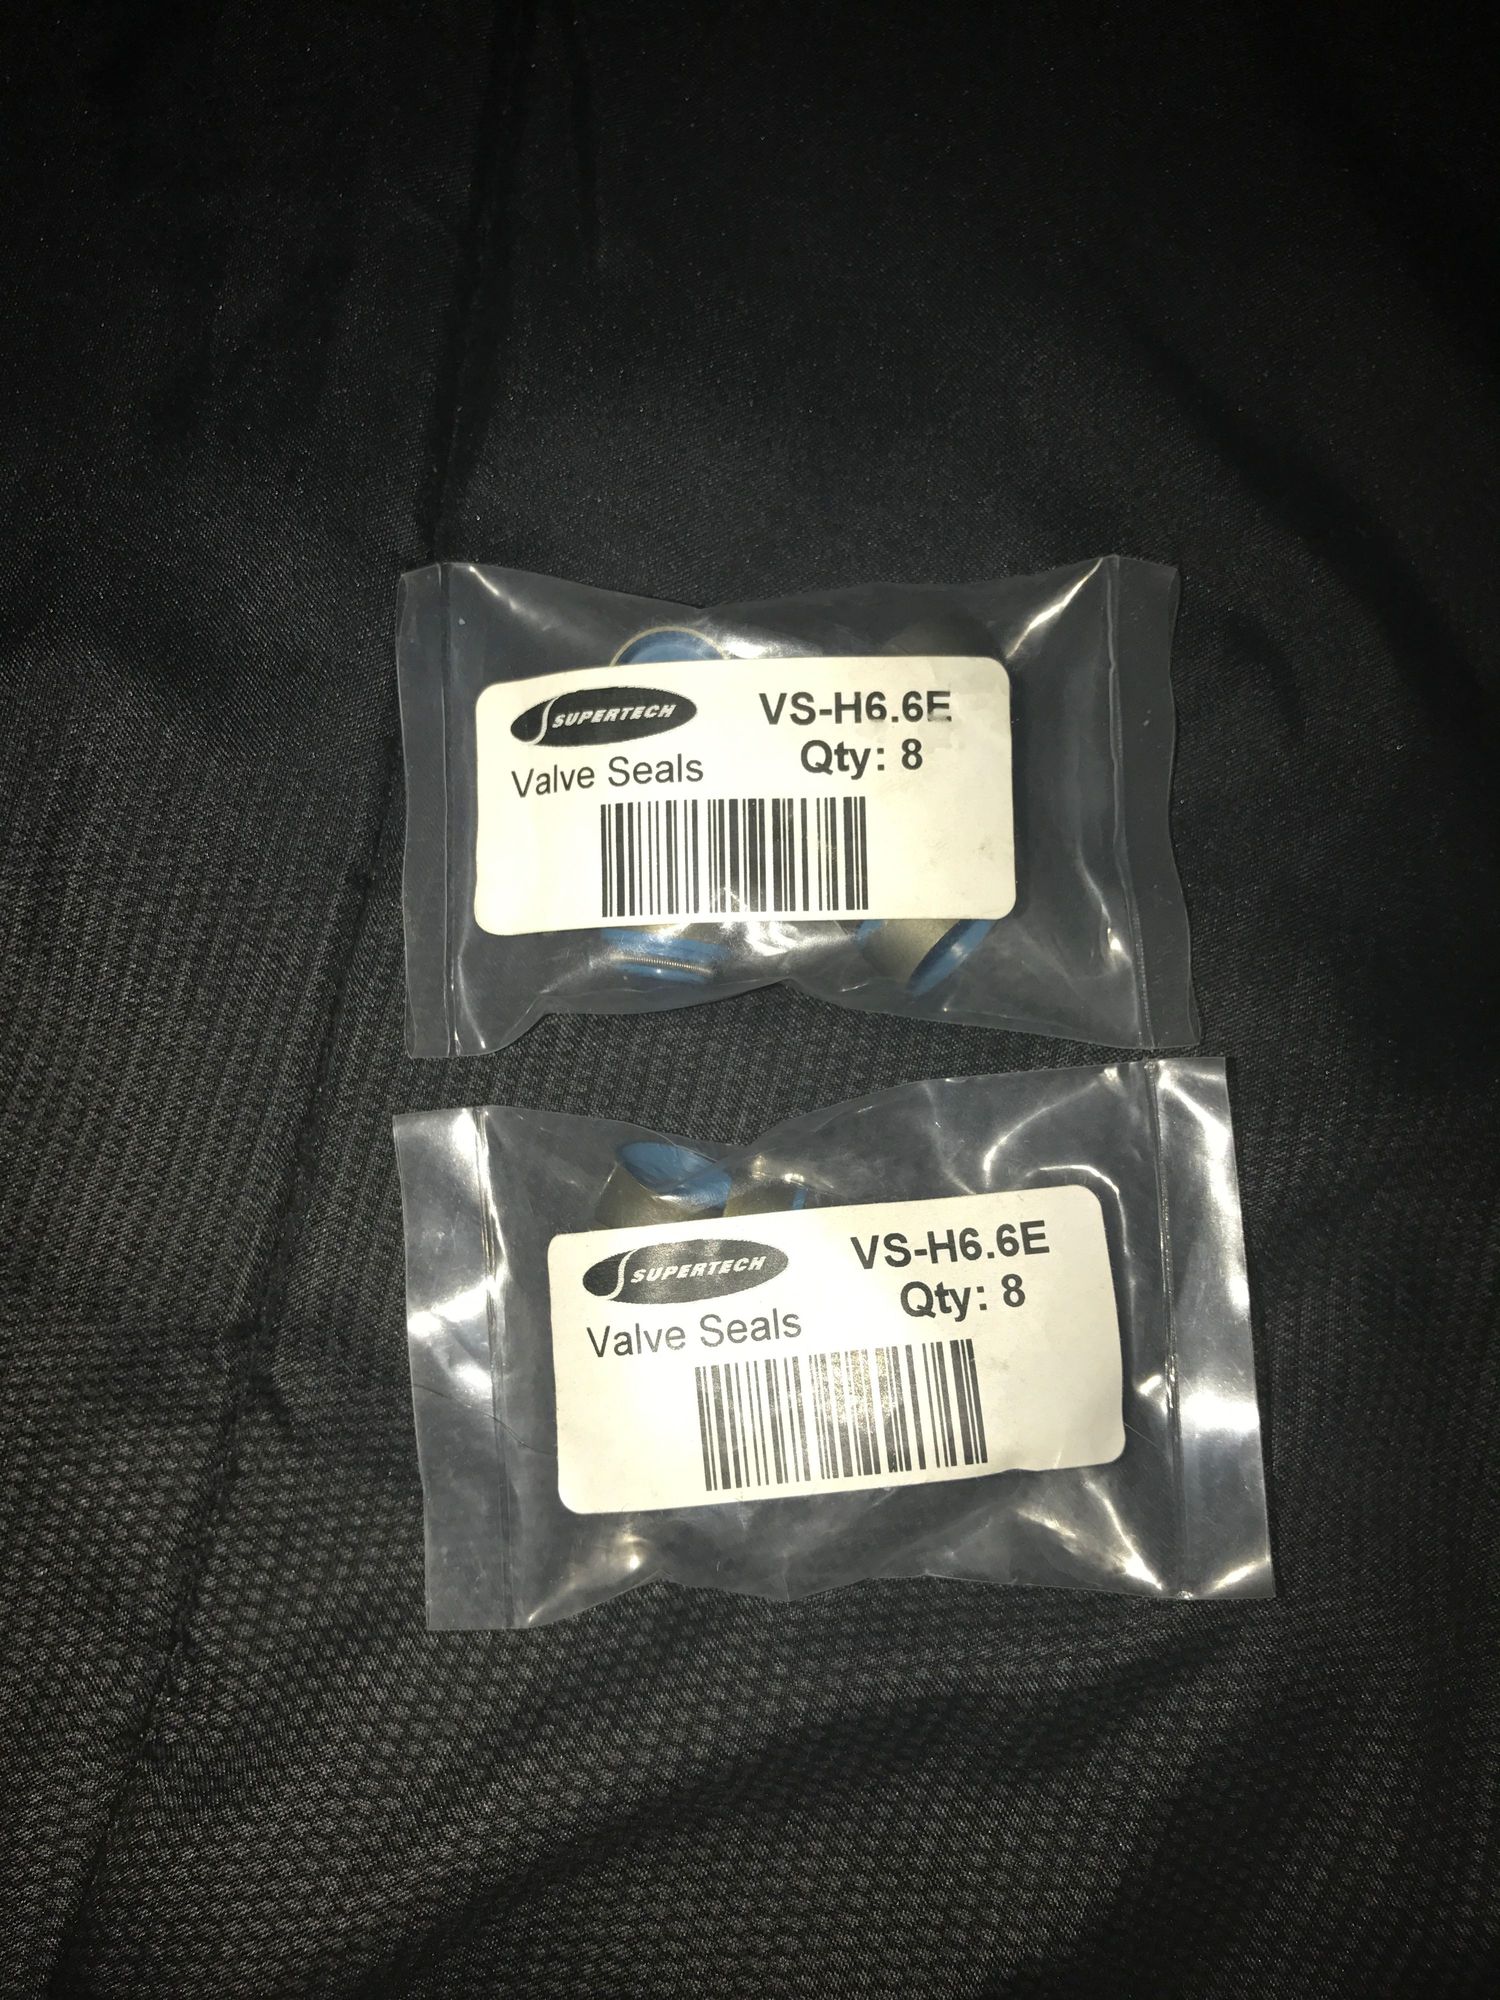 SUPERTECH
VS-H6.6E
Qty: 8
Valve Seals
SUPERTECH
VS-H6.6E
Qty: 8
Valve Seals